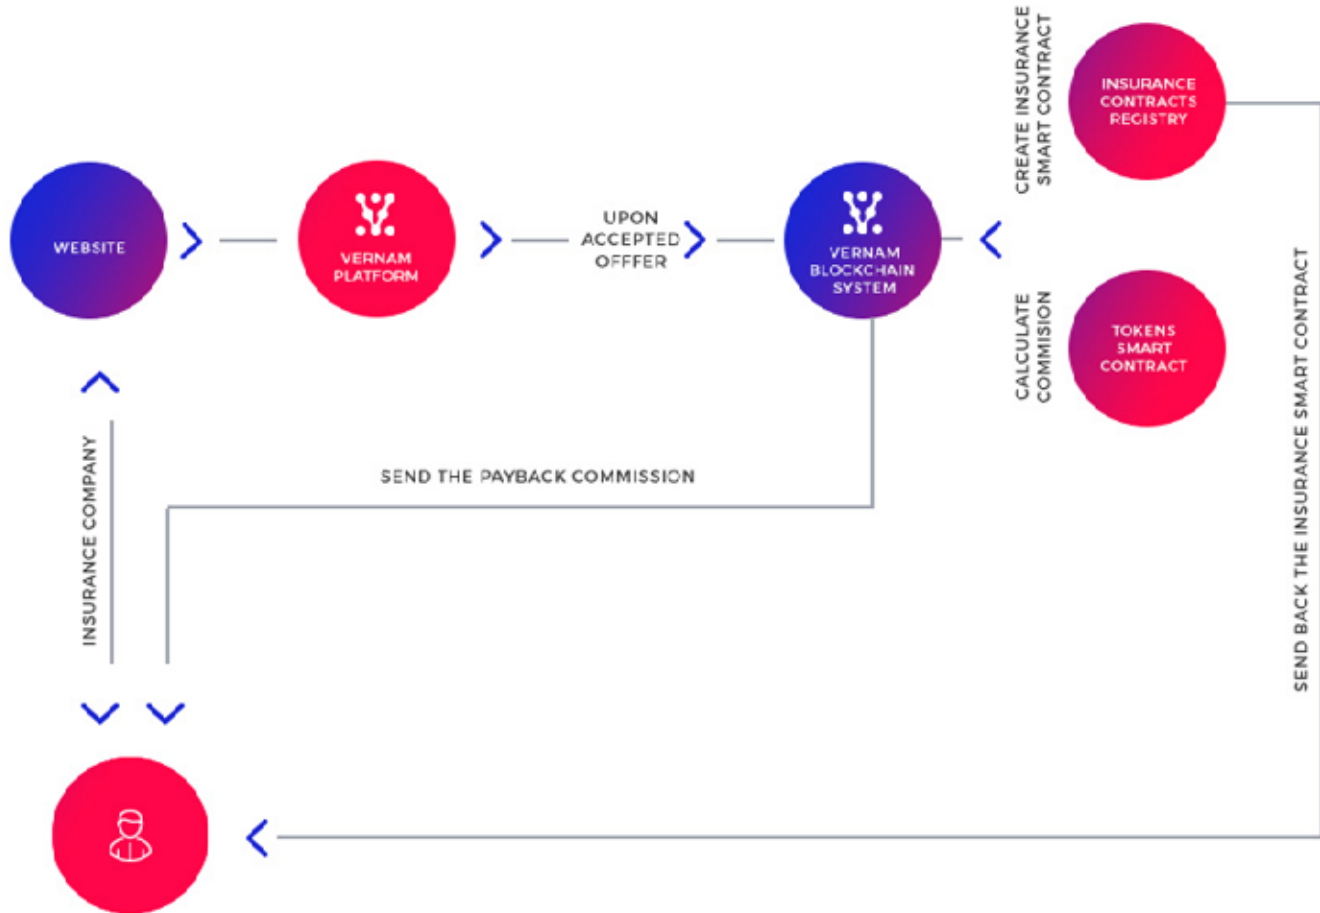 WEBSITE
VERNAM
PLATFORM
UPON
ACCEPTED
OFFFER
VERNAM
BLOCKCHAIN
SYSTEM
CREATE INSURANCE
SMART CONTRACT
INSURANCE
CONTRACTS
REGISTRY
CALCULATE
COMMISION
TOKENS
SMART
CONTRACT
SEND BACK THE INSURANCE SMART CONTRACT
SEND THE PAYBACK COMMISSION
INSURANCE COMPANY